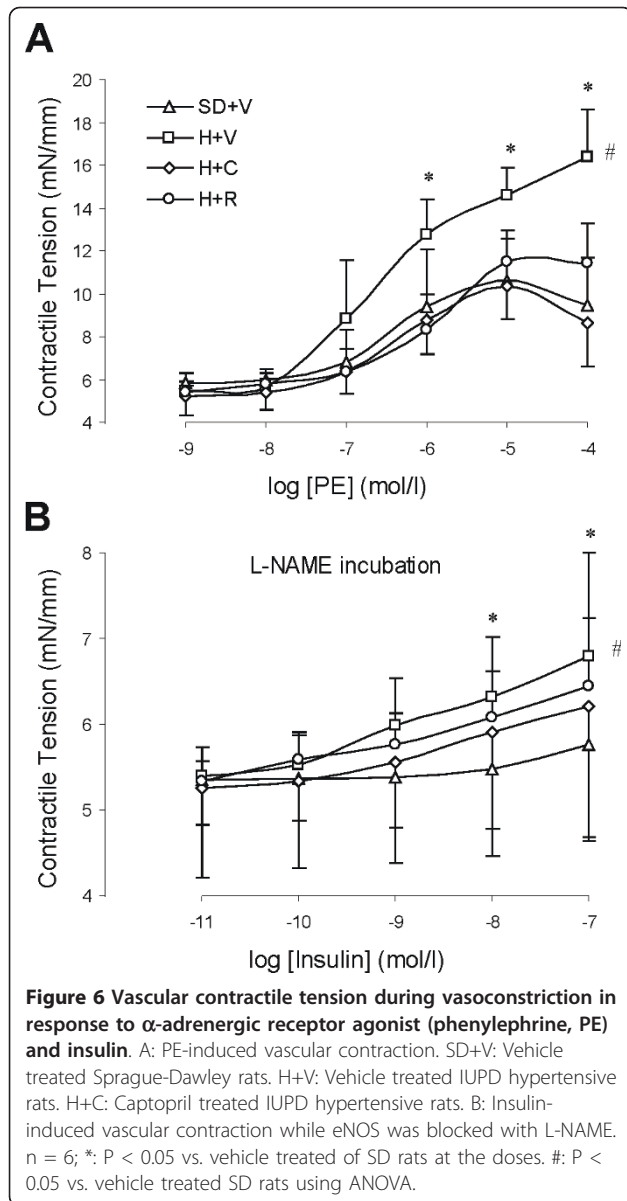 A
20
18
16
14
12
10
8
6
4
Contractile Tension (mN/mm)
SD+V
H+V
H+C
H+R
*
*
*
#
-9 -8 -7 -6 -5 -4
log [PE] (mol/l)
B
8
7
6
5
4
Contractile Tension (mN/mm)
L-NAME incubation
*
*
#
-11 -10 -9 -8 -7
log [Insulin] (mol/l)
Figure 6 Vascular contractile tension during vasoconstriction in
response to α-adrenergic receptor agonist (phenylephrine, PE)
and insulin. A: PE-induced vascular contraction. SD+V: Vehicle
treated Sprague-Dawley rats. H+V: Vehicle treated IUPD hypertensive
rats. H+C: Captopril treated IUPD hypertensive rats. B: Insulin-
induced vascular contraction while eNOS was blocked with L-NAME.
n = 6; *: P < 0.05 vs. vehicle treated of SD rats at the doses. #: P <
0.05 vs. vehicle treated SD rats using ANOVA.